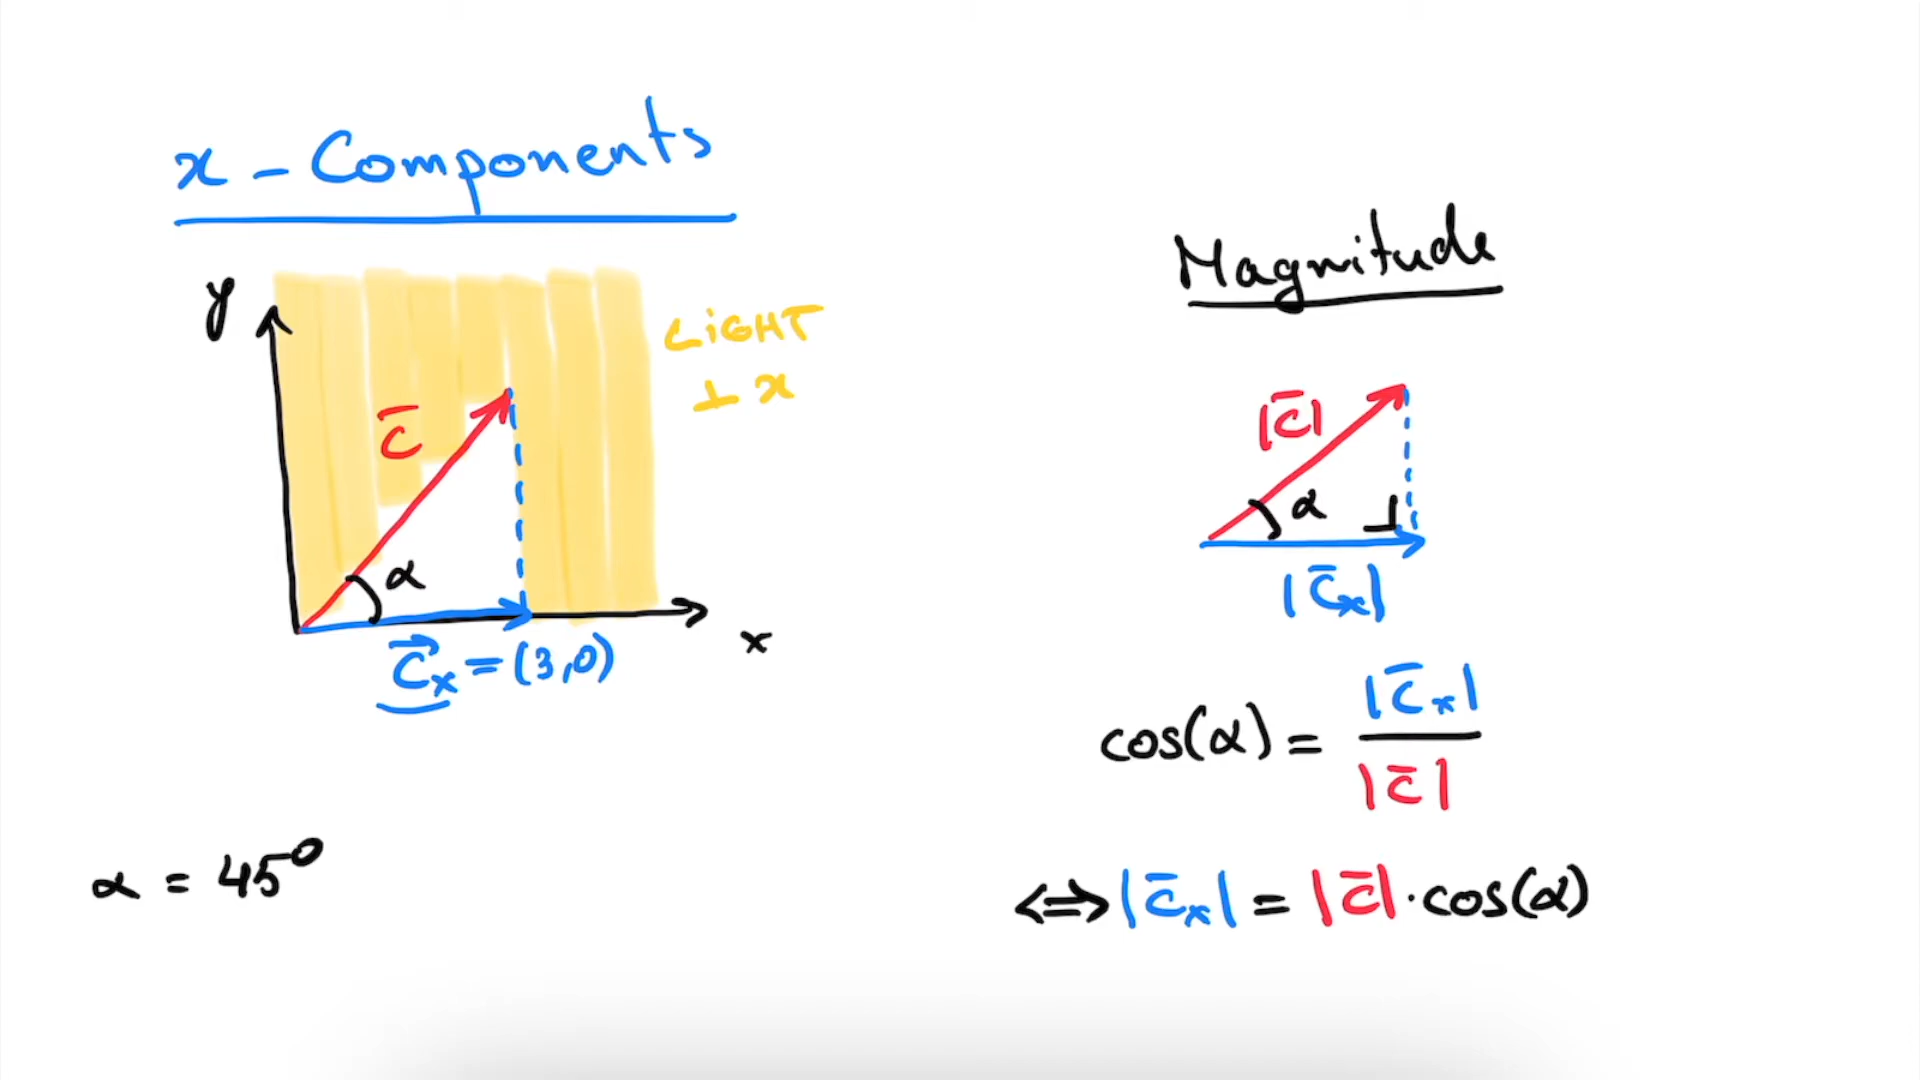 x - Components
y
LiGHT
⊥ x
c̄
α
x
c⃗ₓ = (3,0)
α = 45°
Magnitude
|c̄|
α
|c̄ₓ|
cos(α) = |c̄ₓ| / |c̄|
⇔ |c̄ₓ| = |c̄| · cos(α)